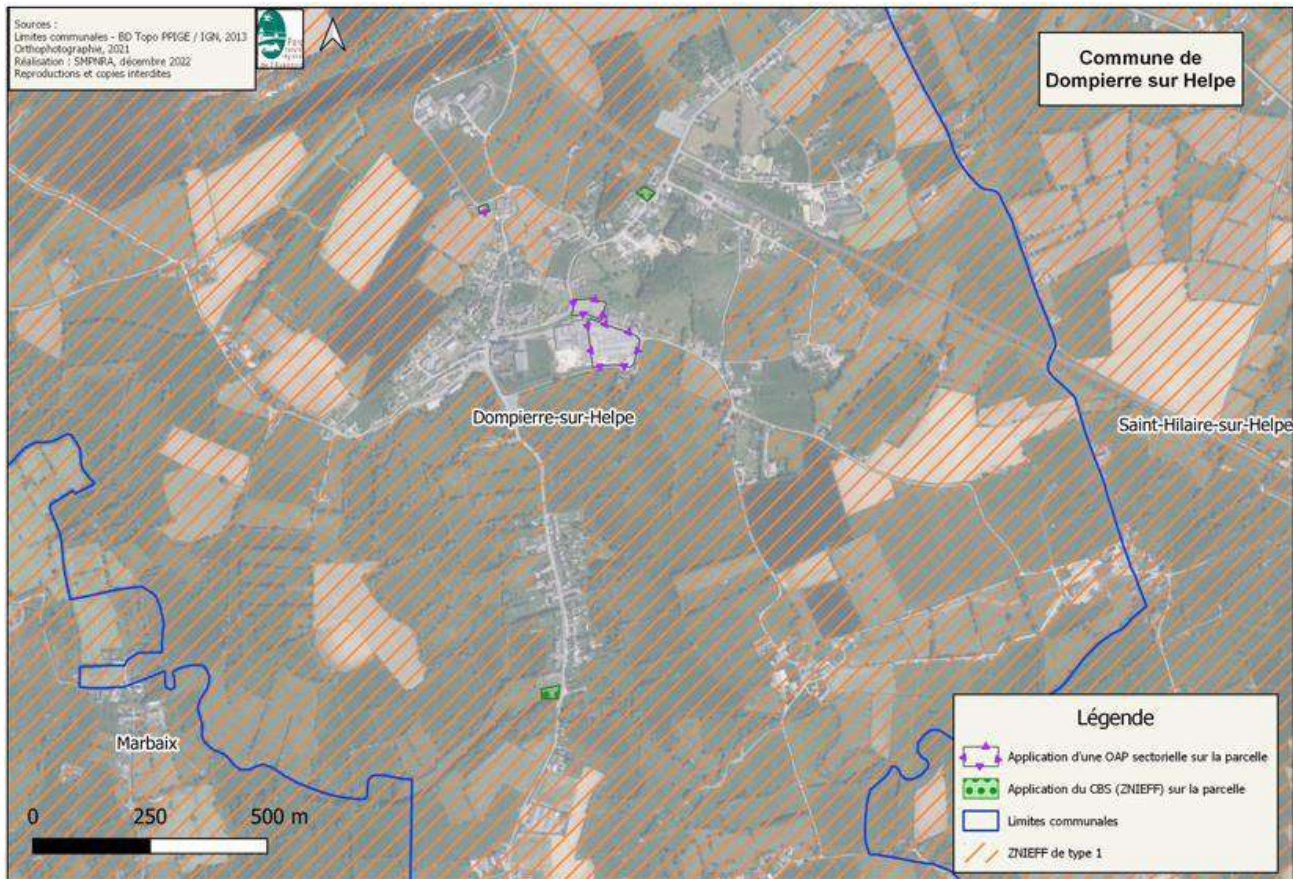 Sources :
Limites communales - BD Topo PPIGE / IGN, 2013
Orthophotographie, 2021
Réalisation : SMPNRA, décembre 2022
Reproductions et copies interdites
Parc
Commune de
Dompierre sur Helpe
Dompierre-sur-Helpe
Saint-Hilaire-sur-Helpe
Marbaix
0 250 500 m
Légende
Application d'une OAP sectorielle sur la parcelle
Application du CBS (ZNIEFF) sur la parcelle
Limites communales
ZNIEFF de type 1